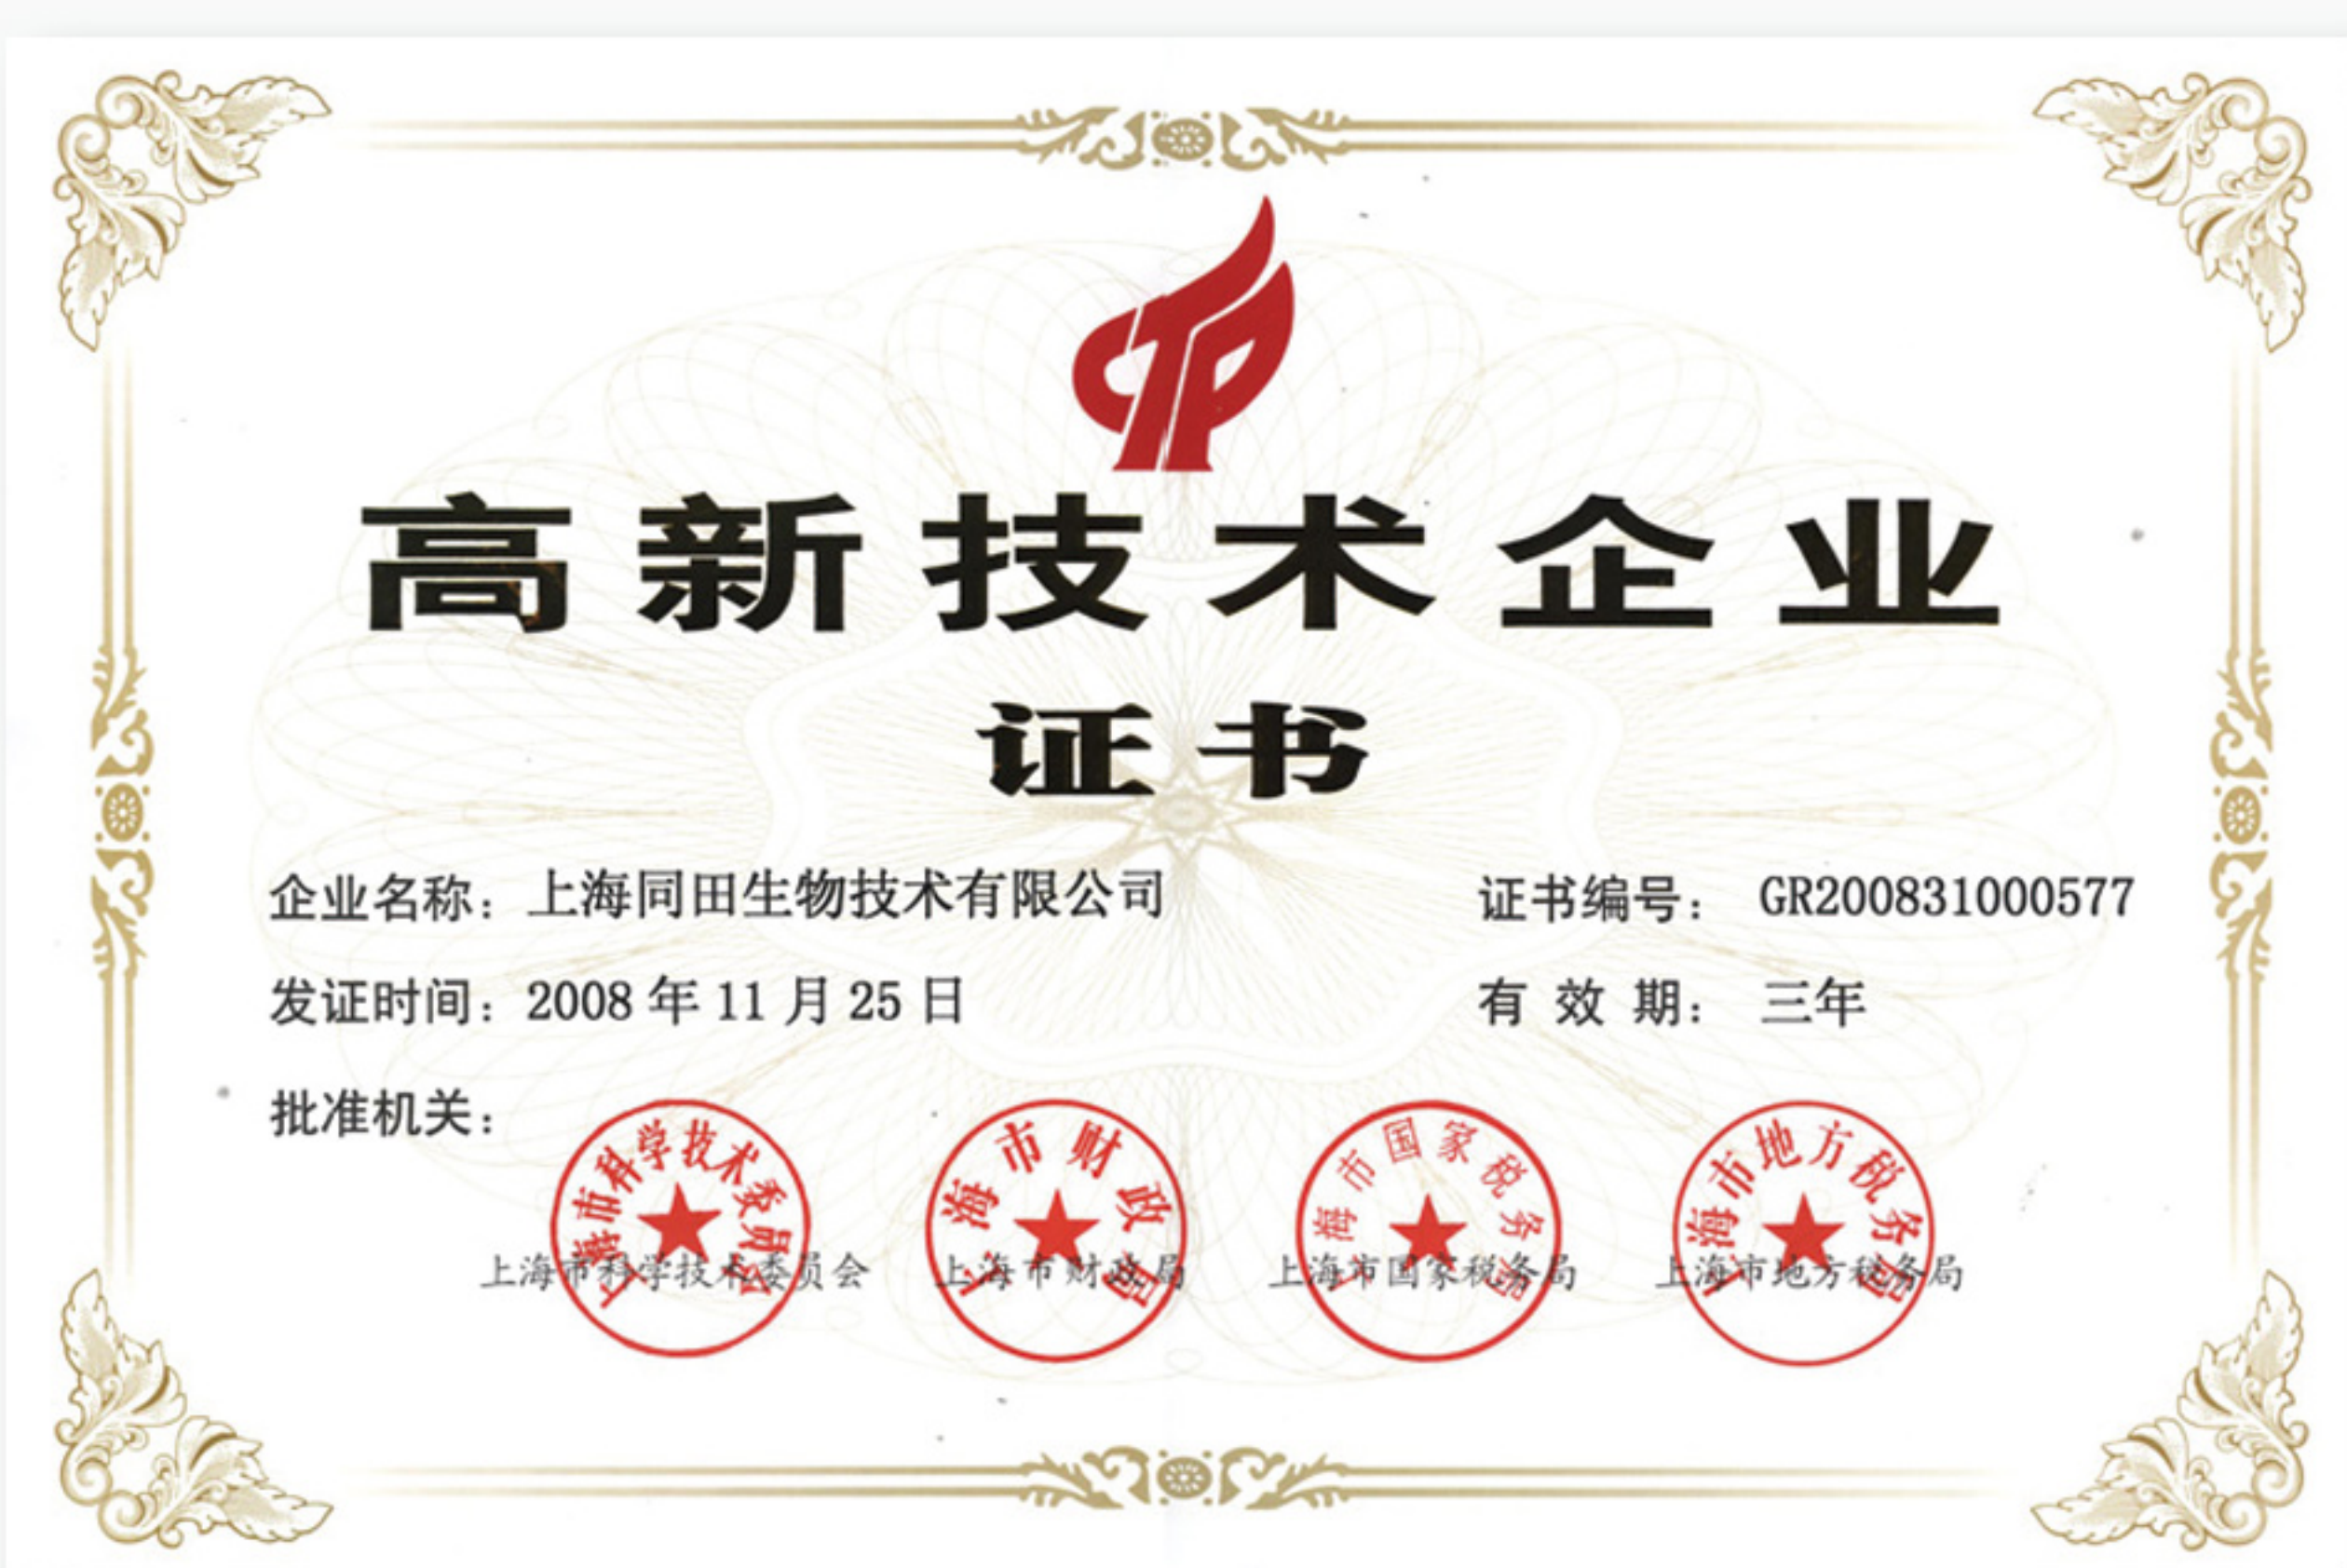 高新技术企业
证书
企业名称：上海同田生物技术有限公司 证书编号：GR200831000577
发证时间：2008年11月25日 有效期：三年
批准机关：
上海市科学技术委员会 上海市财政局 上海市国家税务局 上海市地方税务局
上海市科学技术委员会
上海市财政局
上海市国家税务局
上海市地方税务局